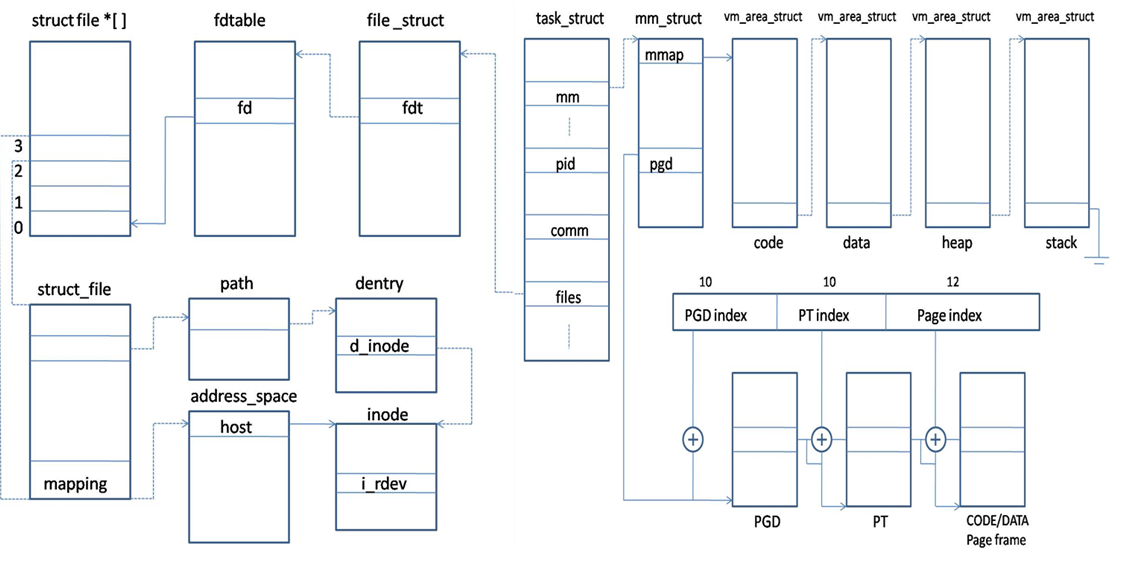 struct file *[ ]
fdtable
file_struct
task_struct
mm_struct
vm_area_struct
vm_area_struct
vm_area_struct
vm_area_struct
mmap
mm
fd
fdt
3
2
1
0
pid
pgd
comm
code
data
heap
stack
struct_file
path
dentry
files
10
10
12
PGD index
PT index
Page index
d_inode
address_space
host
inode
mapping
i_rdev
+
+
+
PGD
PT
CODE/DATA
Page frame